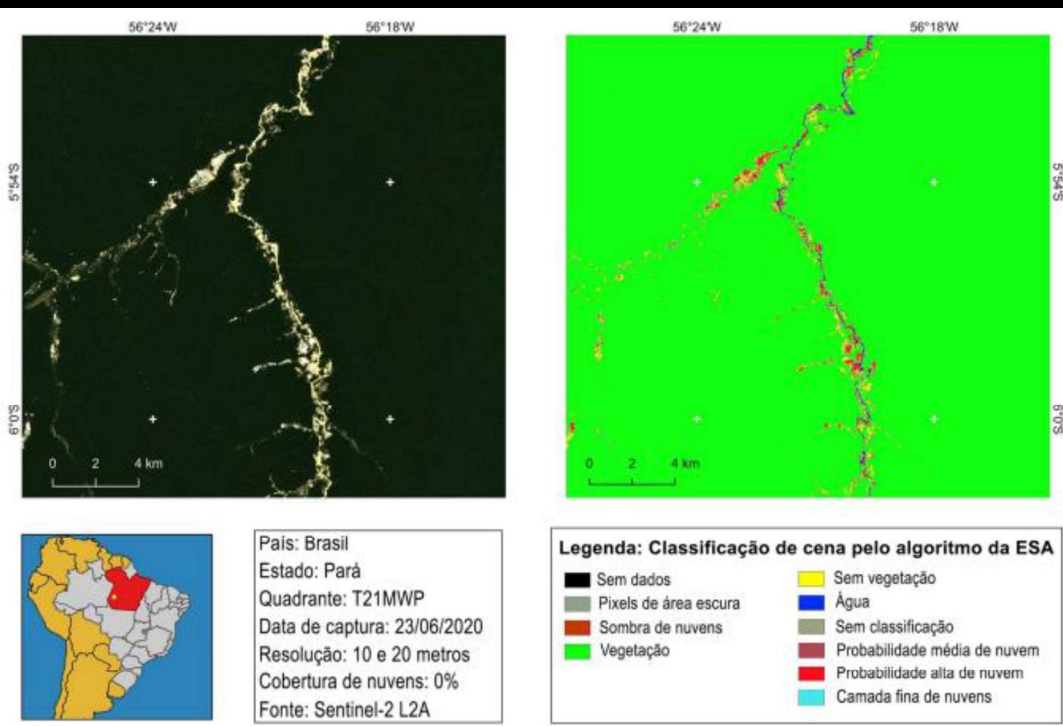 56°24'W
56°18'W
56°24'W
56°18'W
5°54'S
5°54'S
6°0'S
6°0'S
0 2 4 km
0 2 4 km
País: Brasil
Estado: Pará
Quadrante: T21MWP
Data de captura: 23/06/2020
Resolução: 10 e 20 metros
Cobertura de nuvens: 0%
Fonte: Sentinel-2 L2A
Legenda: Classificação de cena pelo algoritmo da ESA
Sem dados
Pixels de área escura
Sombra de nuvens
Vegetação
Sem vegetação
Água
Sem classificação
Probabilidade média de nuvem
Probabilidade alta de nuvem
Camada fina de nuvens